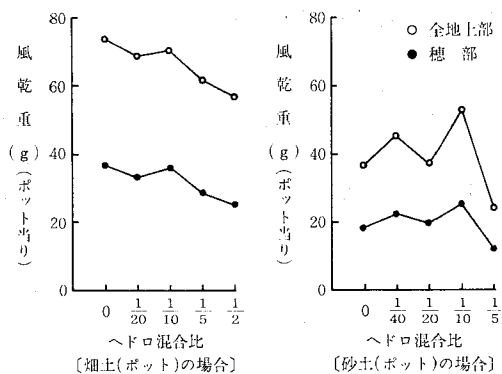 風乾重(g)(ポット当り)
80
60
40
20
0
0 1/20 1/10 1/5 1/2
ヘドロ混合比
〔畑土(ポット)の場合〕
風乾重(g)(ポット当り)
80
60
40
20
0
○ 全地上部
● 穂部
0 1/40 1/20 1/10 1/5
ヘドロ混合比
〔砂土(ポット)の場合〕